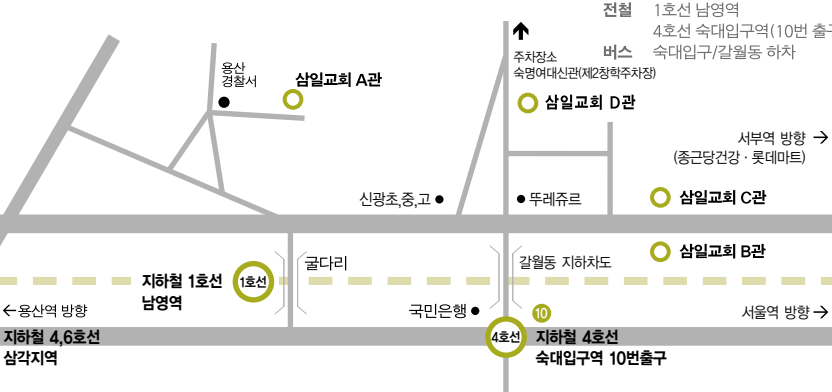 전철 1호선 남영역
4호선 숙대입구역(10번 출구
버스 숙대입구/갈월동 하차
주차장소
숙명여대신관(제2창학주차장)
용산
경찰서
삼일교회 A관
삼일교회 D관
서부역 방향
(종근당건강 · 롯데마트)
신광초,중,고
뚜레쥬르
삼일교회 C관
굴다리
갈월동 지하차도
삼일교회 B관
지하철 1호선
남영역
1호선
용산역 방향
국민은행
10
서울역 방향
지하철 4,6호선
삼각지역
4호선
지하철 4호선
숙대입구역 10번출구